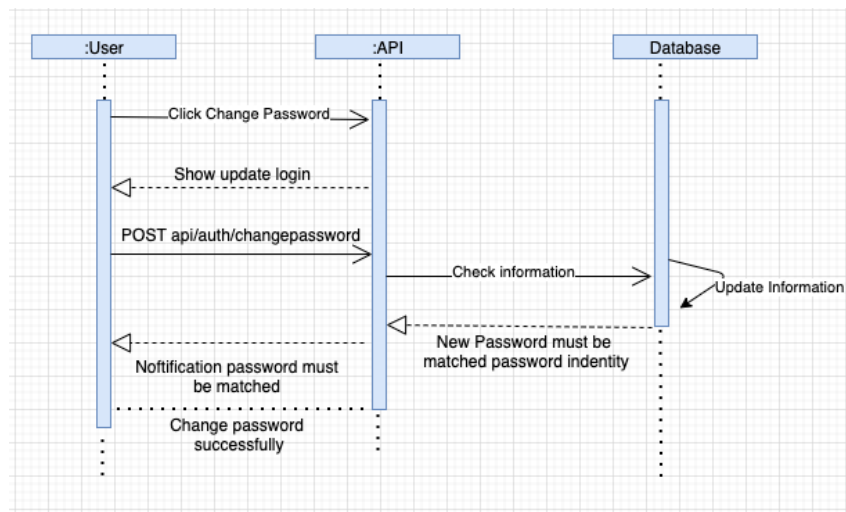 :User
:API
Database
Click Change Password
Show update login
POST api/auth/changepassword
Check information
Update Information
New Password must be
matched password indentity
Noftification password must
be matched
Change password
successfully